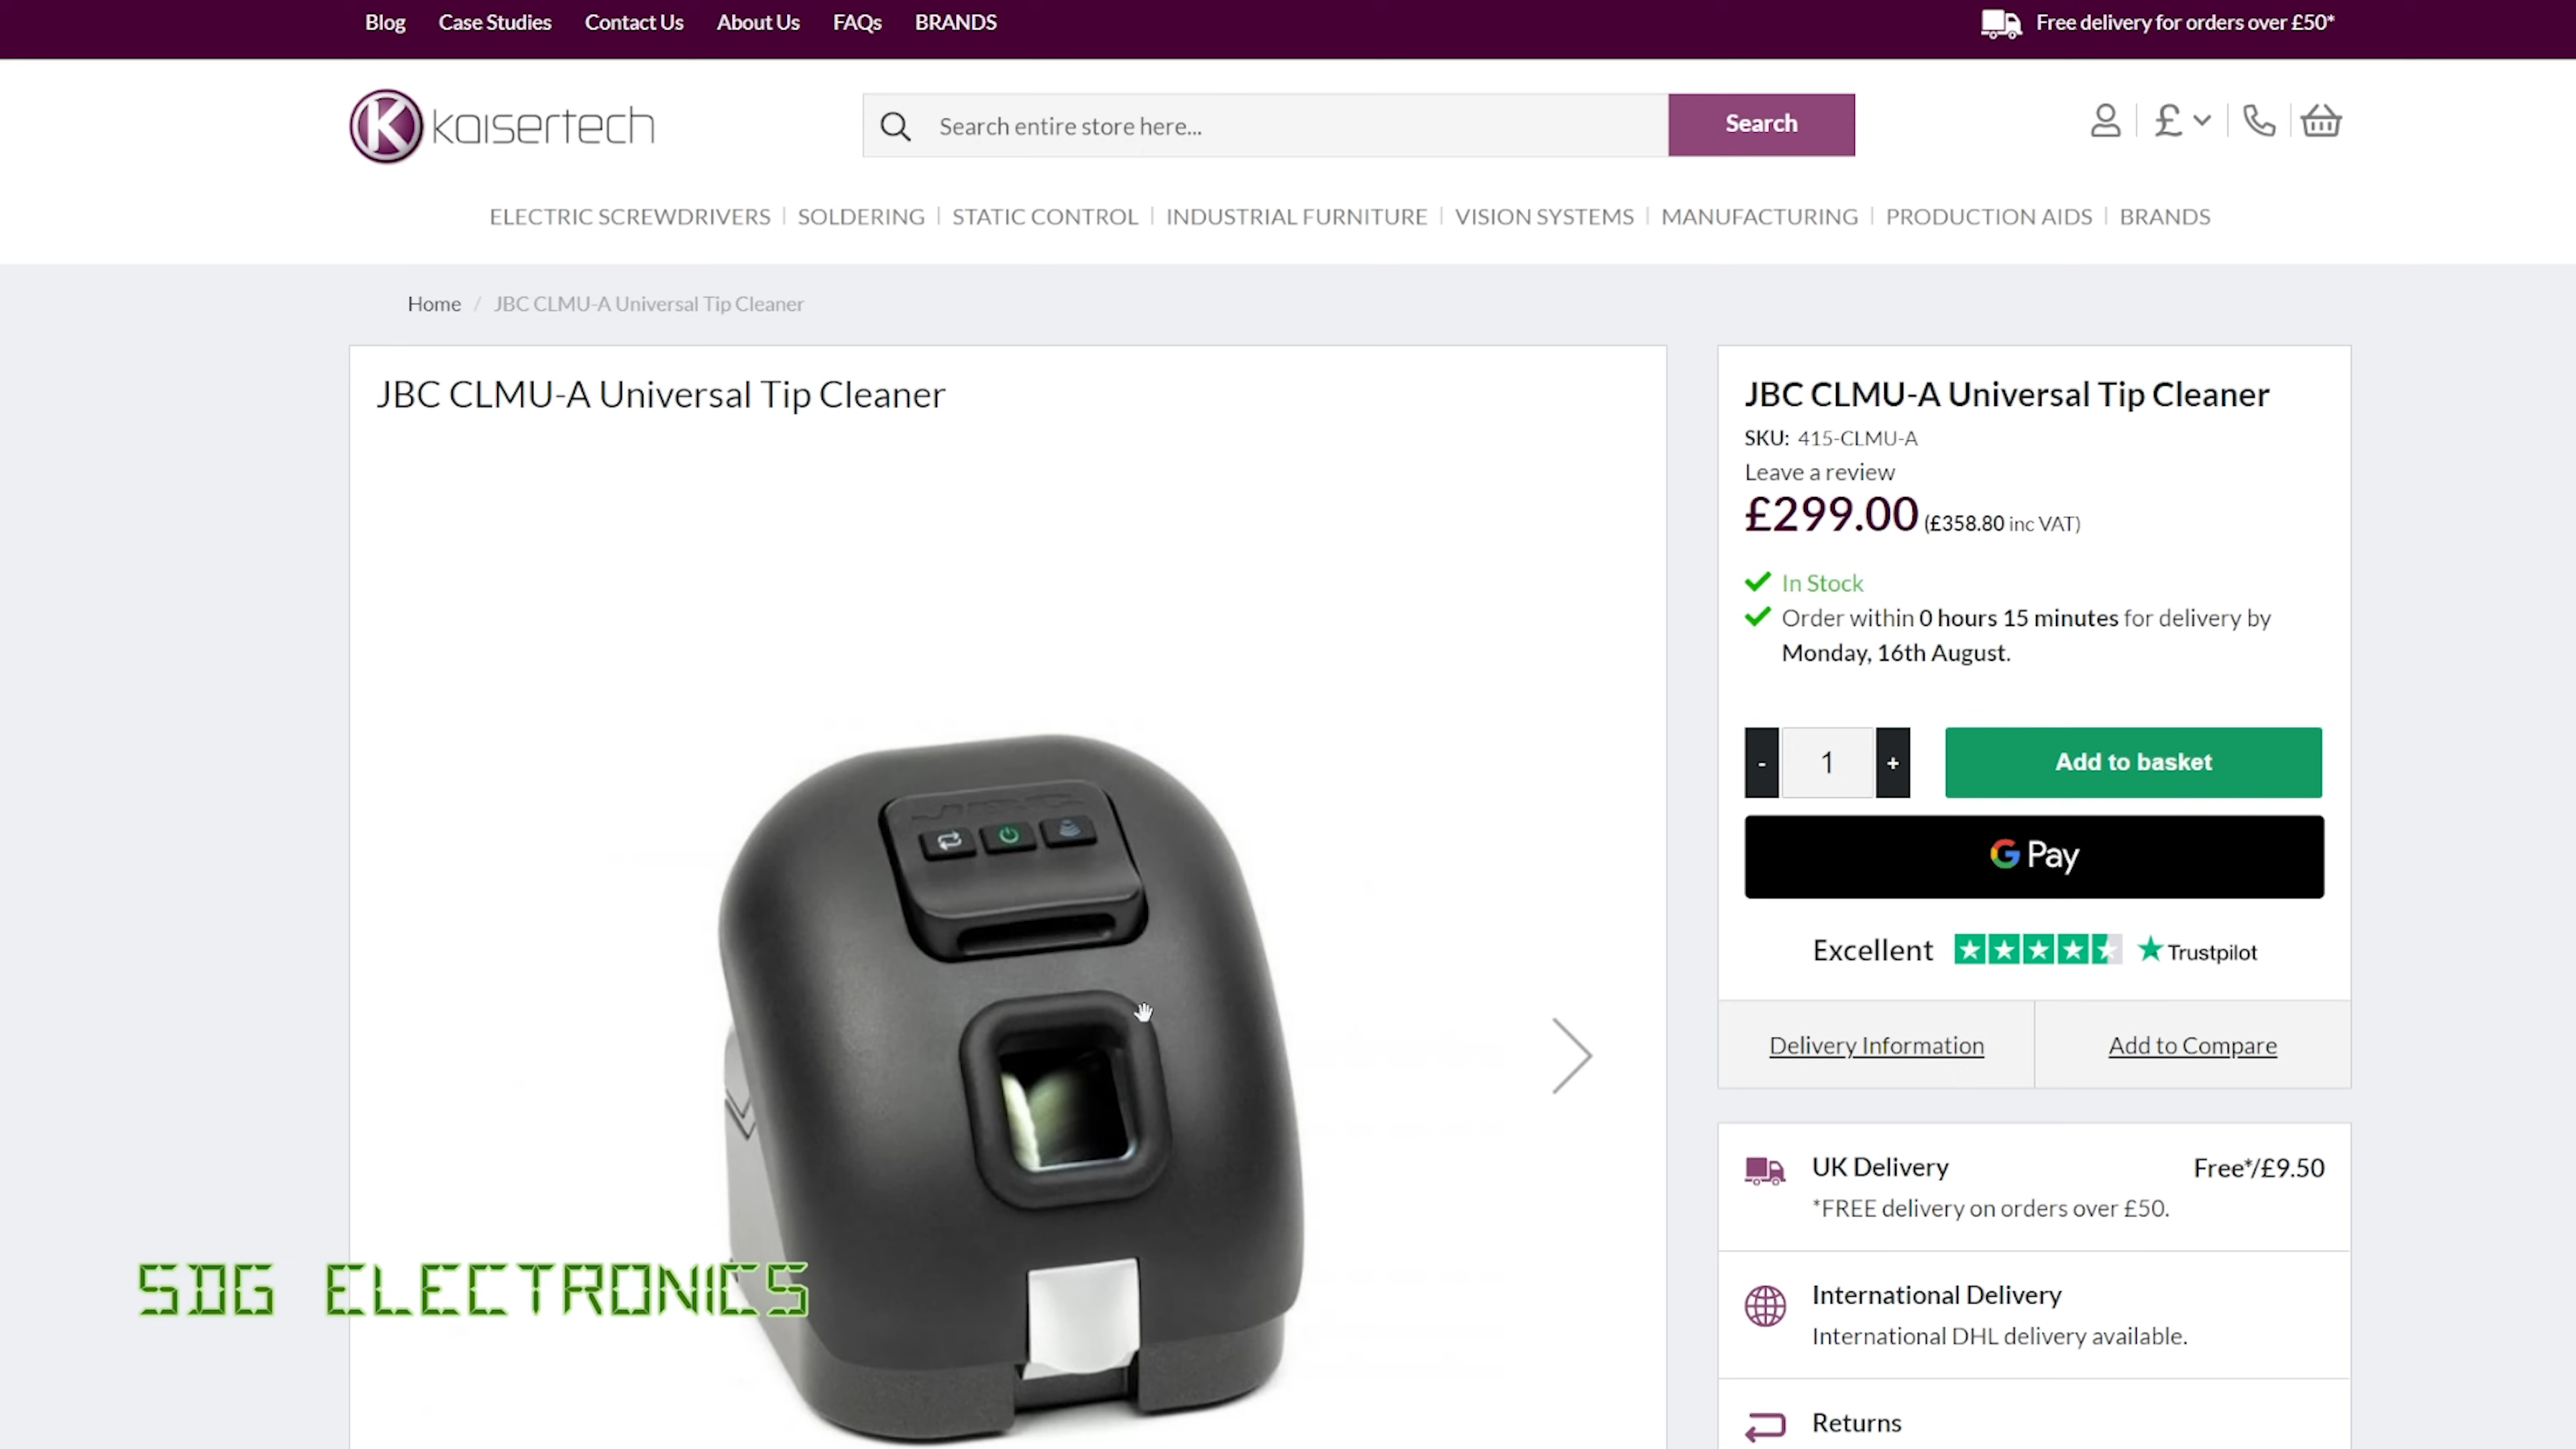 Blog Case Studies Contact Us About Us FAQs BRANDS Free delivery for orders over £50*
K kaisertech Search entire store here... Search £
ELECTRIC SCREWDRIVERS SOLDERING STATIC CONTROL INDUSTRIAL FURNITURE VISION SYSTEMS MANUFACTURING PRODUCTION AIDS BRANDS
Home / JBC CLMU-A Universal Tip Cleaner
JBC CLMU-A Universal Tip Cleaner
JBC
SDG ELECTRONICS
JBC CLMU-A Universal Tip Cleaner
SKU: 415-CLMU-A
Leave a review
£299.00 (£358.80 inc VAT)
In Stock
Order within 0 hours 15 minutes for delivery by
Monday, 16th August.
- 1 + Add to basket
G Pay
Excellent Trustpilot
Delivery Information Add to Compare
UK Delivery Free*/£9.50
*FREE delivery on orders over £50.
International Delivery
International DHL delivery available.
Returns